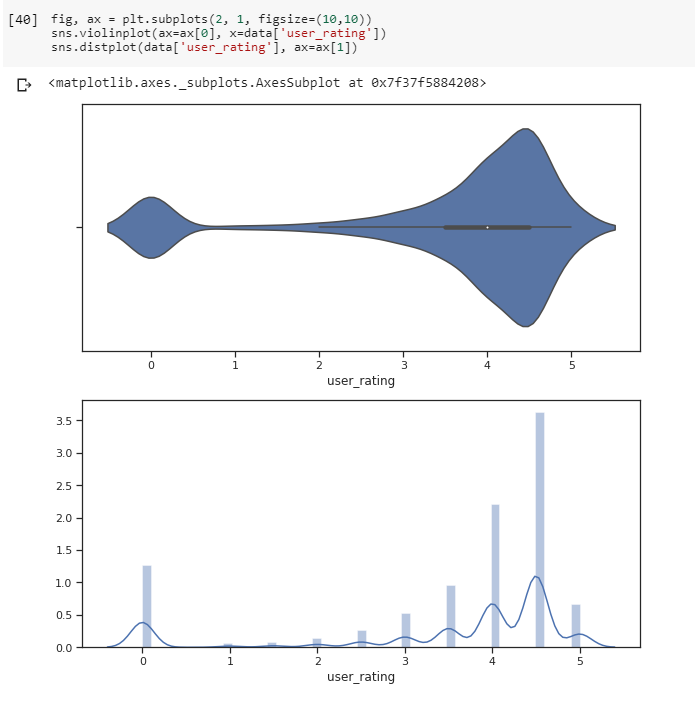 [40] fig, ax = plt.subplots(2, 1, figsize=(10,10))
sns.violinplot(ax=ax[0], x=data['user_rating'])
sns.distplot(data['user_rating'], ax=ax[1])
<matplotlib.axes._subplots.AxesSubplot at 0x7f37f5884208>
0 1 2 3 4 5
user_rating
3.5
3.0
2.5
2.0
1.5
1.0
0.5
0.0
0 1 2 3 4 5
user_rating